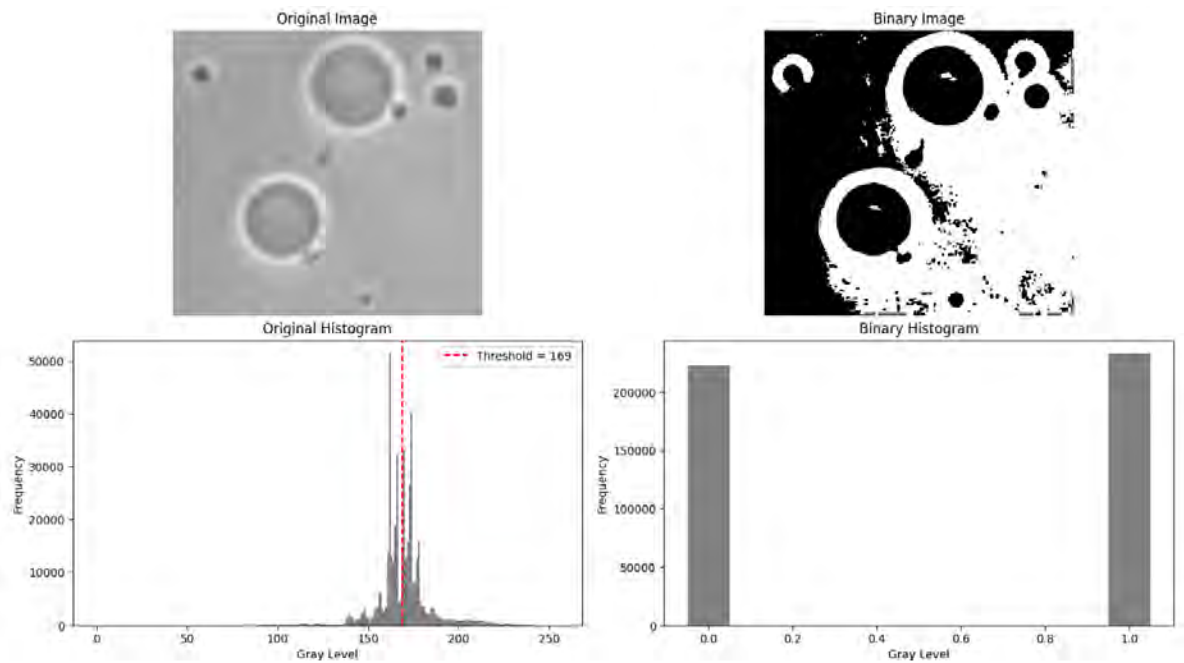 Original Image
Binary Image
Original Histogram
Binary Histogram
50000
40000
30000
20000
10000
0
Frequency
Threshold = 169
0
50
100
150
200
250
Gray Level
200000
150000
100000
50000
0
Frequency
0.0
0.2
0.4
0.6
0.8
1.0
Gray Level